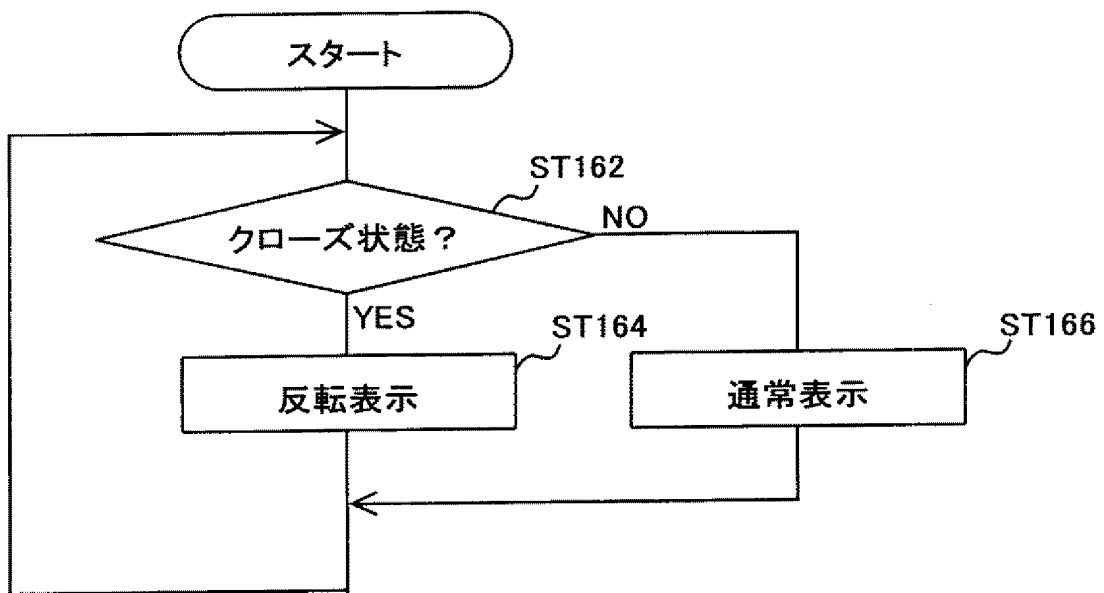 スタート
ST162
クローズ状態？
NO
YES
ST164
ST166
反転表示
通常表示